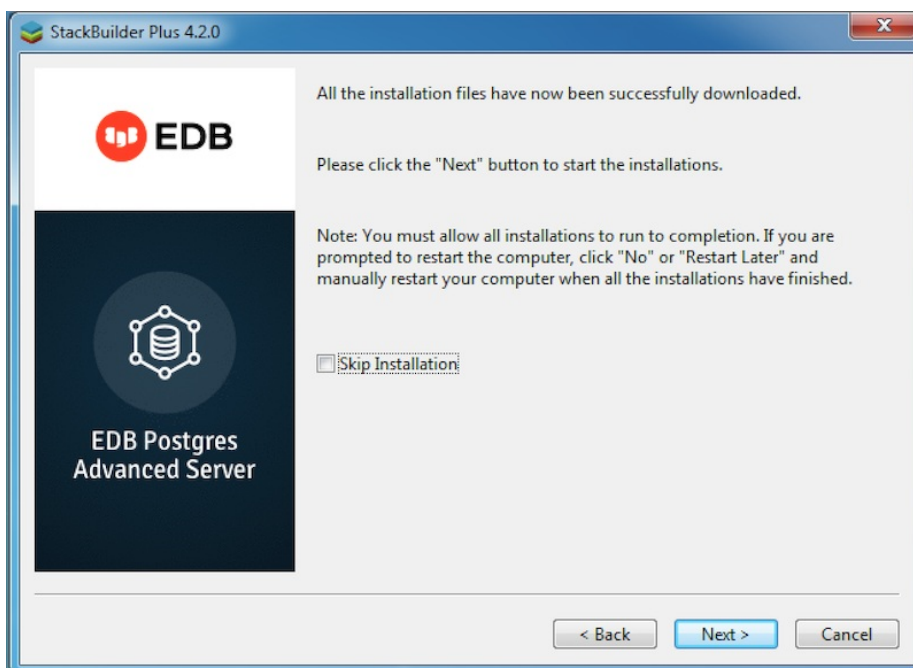 StackBuilder Plus 4.2.0
EDB
All the installation files have now been successfully downloaded.
Please click the "Next" button to start the installations.
Note: You must allow all installations to run to completion. If you are
prompted to restart the computer, click "No" or "Restart Later" and
manually restart your computer when all the installations have finished.
Skip Installation
EDB Postgres
Advanced Server
< Back
Next >
Cancel